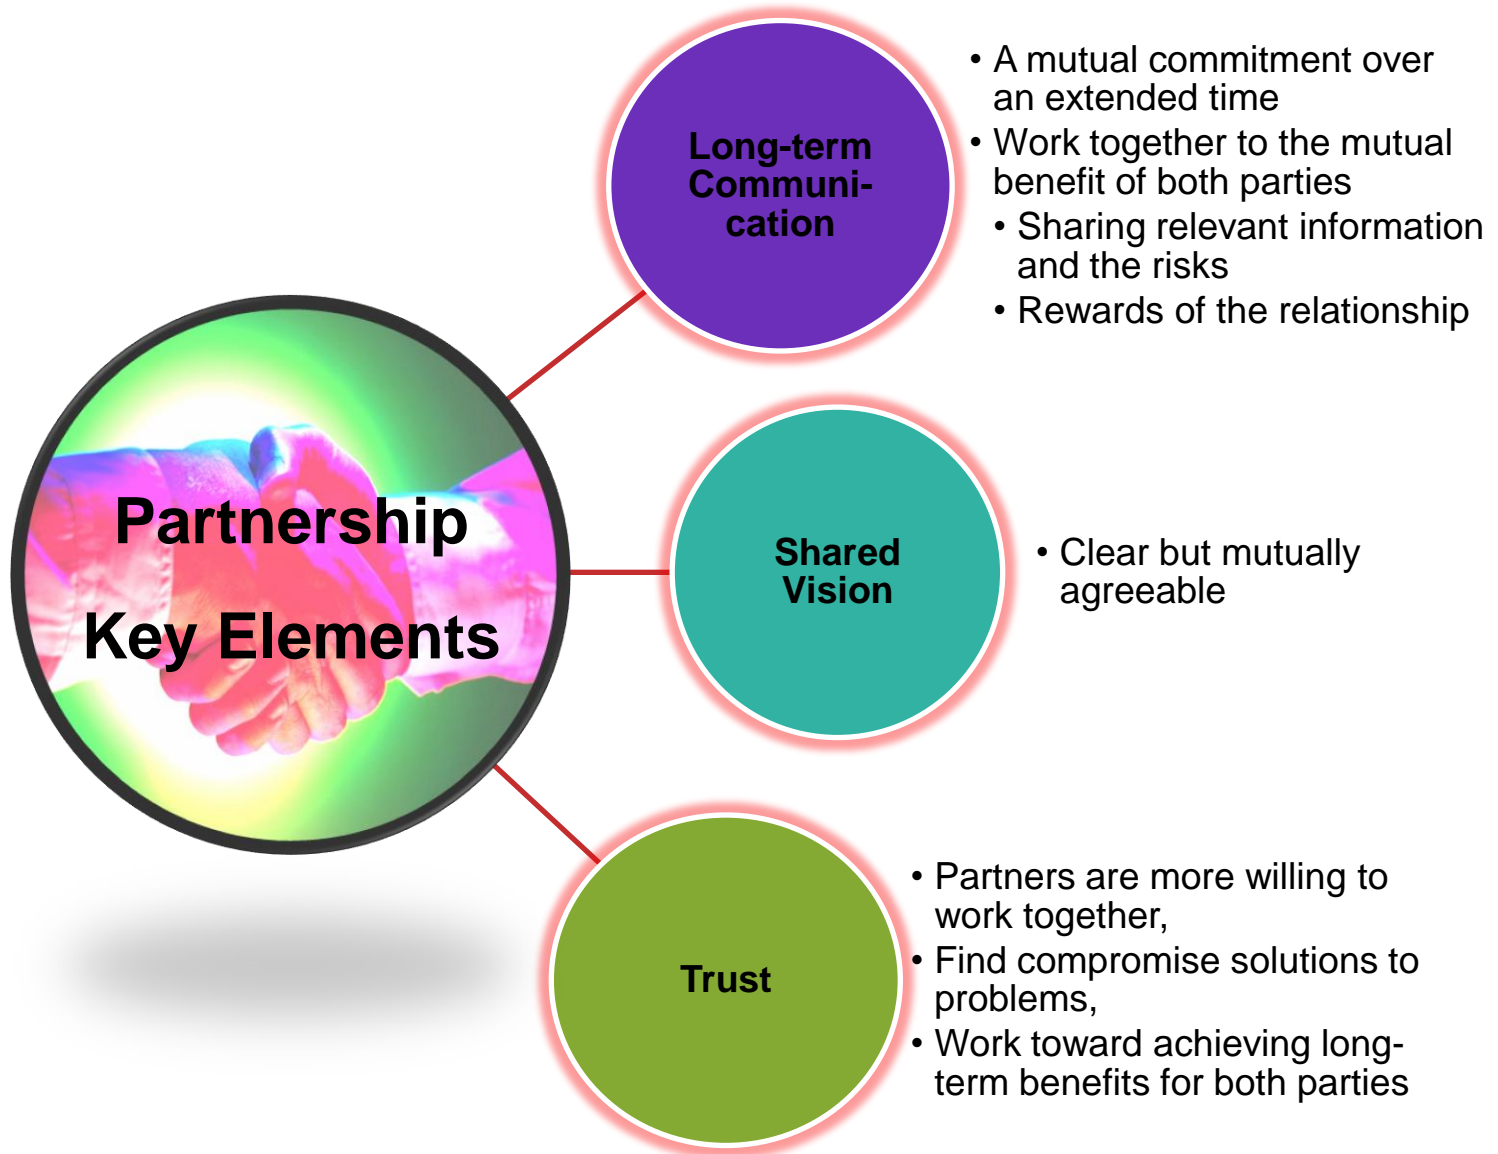 Partnership
Key Elements
Long-term
Communi-
cation
• A mutual commitment over
an extended time
• Work together to the mutual
benefit of both parties
• Sharing relevant information
and the risks
• Rewards of the relationship
Shared
Vision
• Clear but mutually
agreeable
Trust
• Partners are more willing to
work together,
• Find compromise solutions to
problems,
• Work toward achieving long-
term benefits for both parties